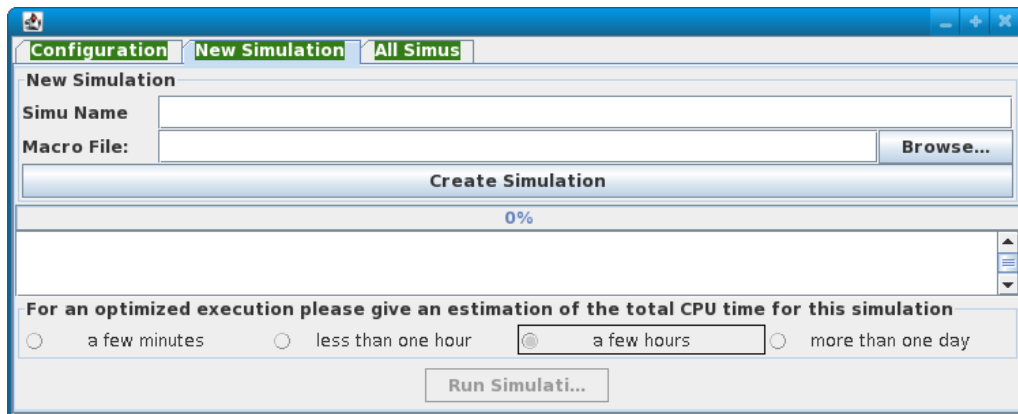 Configuration New Simulation All Simus
New Simulation
Simu Name
Macro File: Browse...
Create Simulation
0%
For an optimized execution please give an estimation of the total CPU time for this simulation
a few minutes less than one hour a few hours more than one day
Run Simulati...